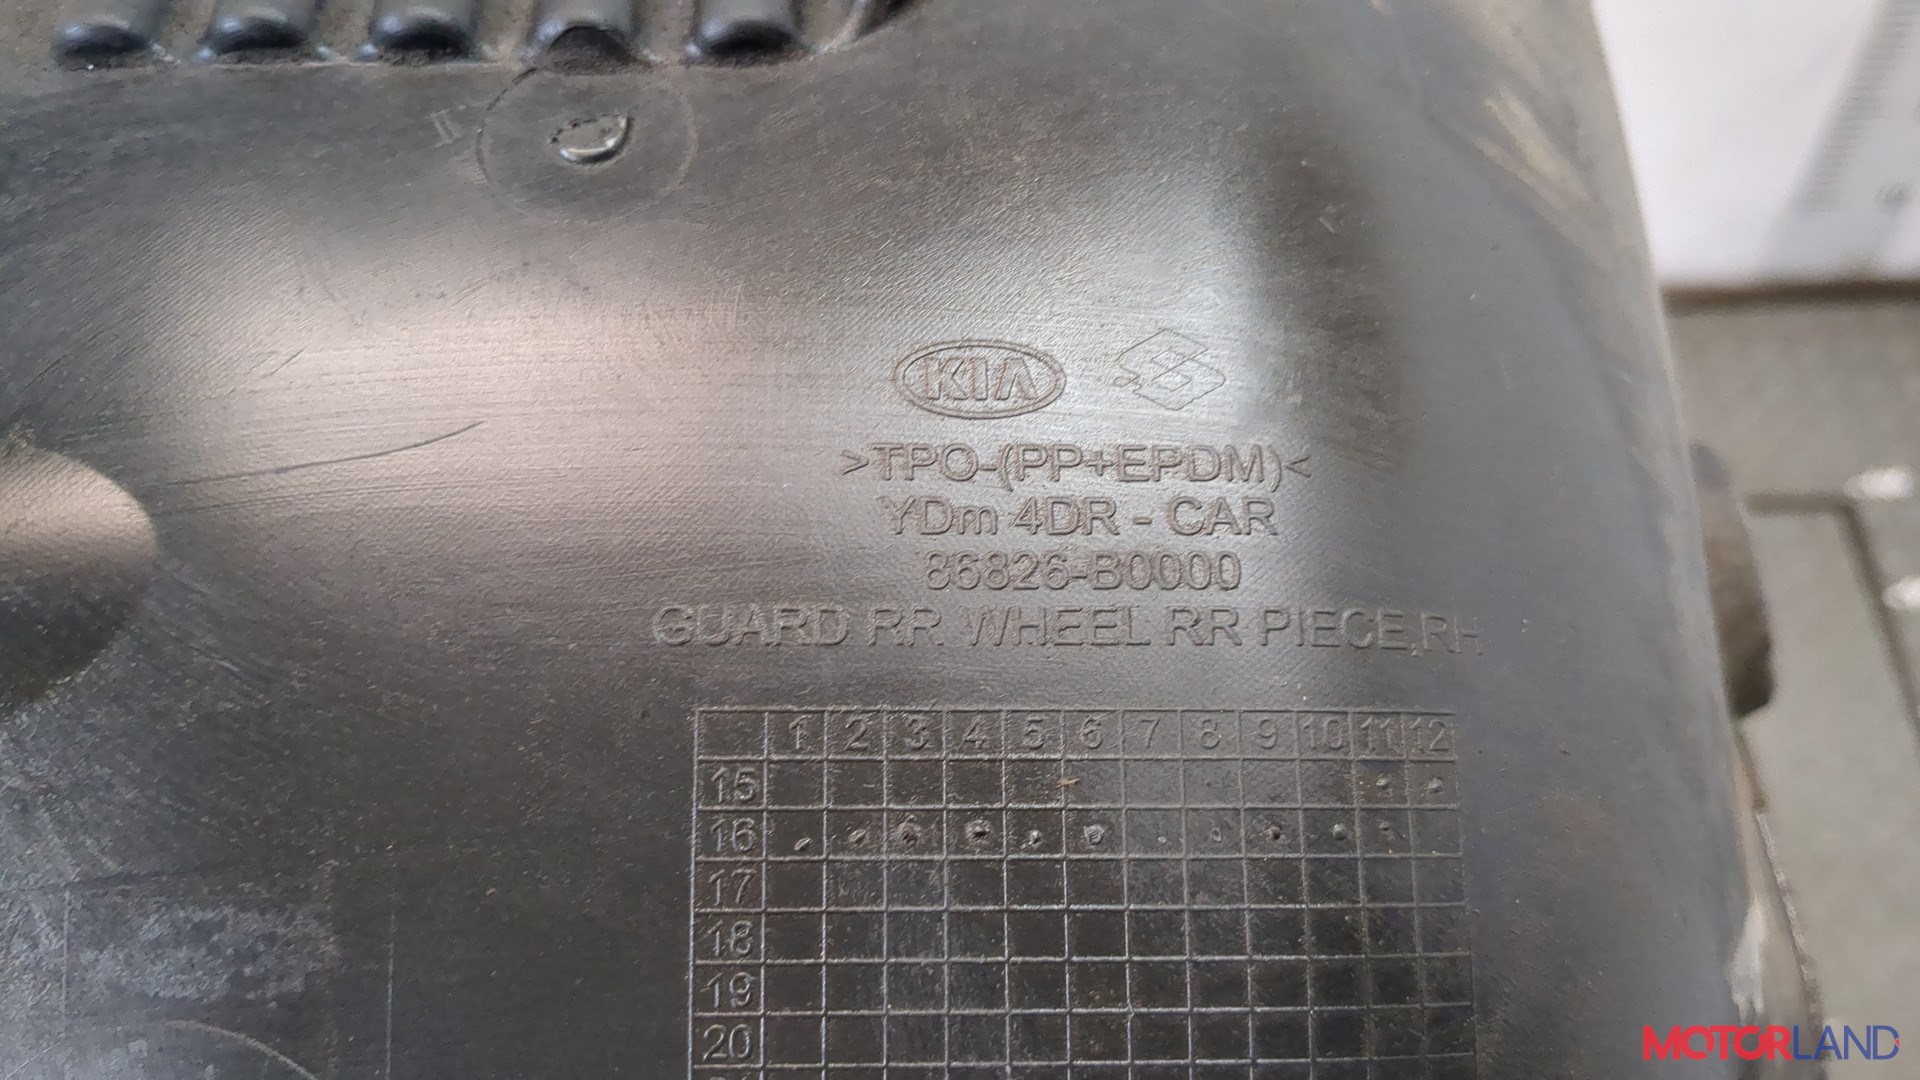 KIA
>TPO-(PP+EPDM)<
YDm 4DR - CAR
86826-B0000
GUARD RR WHEEL RR PIECE,RH
1 2 3 4 5 6 7 8 9 10 11 12
15
16
17
18
19
20
MOTORLAND